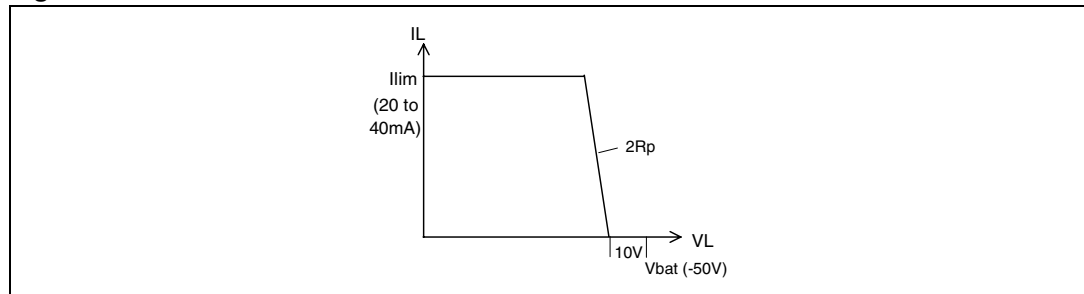 IL
Ilim
(20 to
40mA)
2Rp
VL
10V
Vbat (-50V)